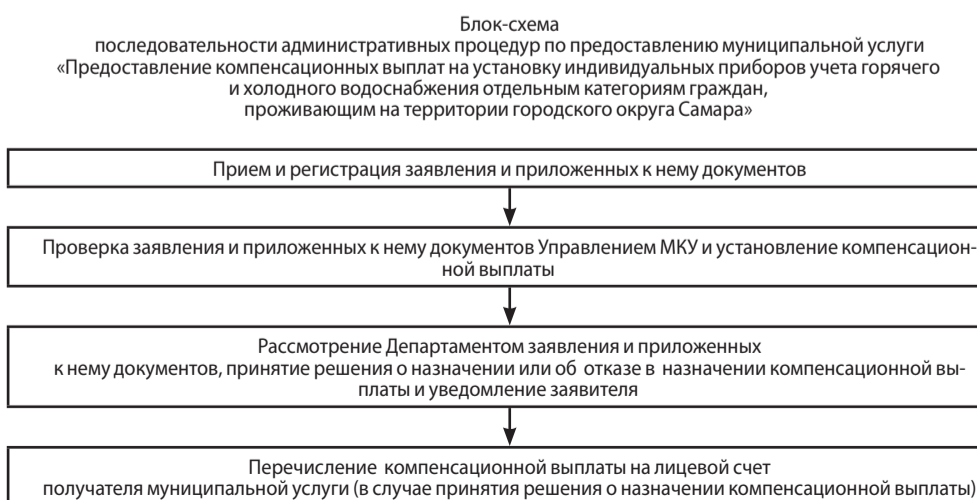 Блок-схема
последовательности административных процедур по предоставлению муниципальной услуги
«Предоставление компенсационных выплат на установку индивидуальных приборов учета горячего
и холодного водоснабжения отдельным категориям граждан,
проживающим на территории городского округа Самара»
Прием и регистрация заявления и приложенных к нему документов
Проверка заявления и приложенных к нему документов Управлением МКУ и установление компенсацион-
ной выплаты
Рассмотрение Департаментом заявления и приложенных
к нему документов, принятие решения о назначении или об отказе в назначении компенсационной вы-
платы и уведомление заявителя
Перечисление компенсационной выплаты на лицевой счет
получателя муниципальной услуги (в случае принятия решения о назначении компенсационной выплаты)